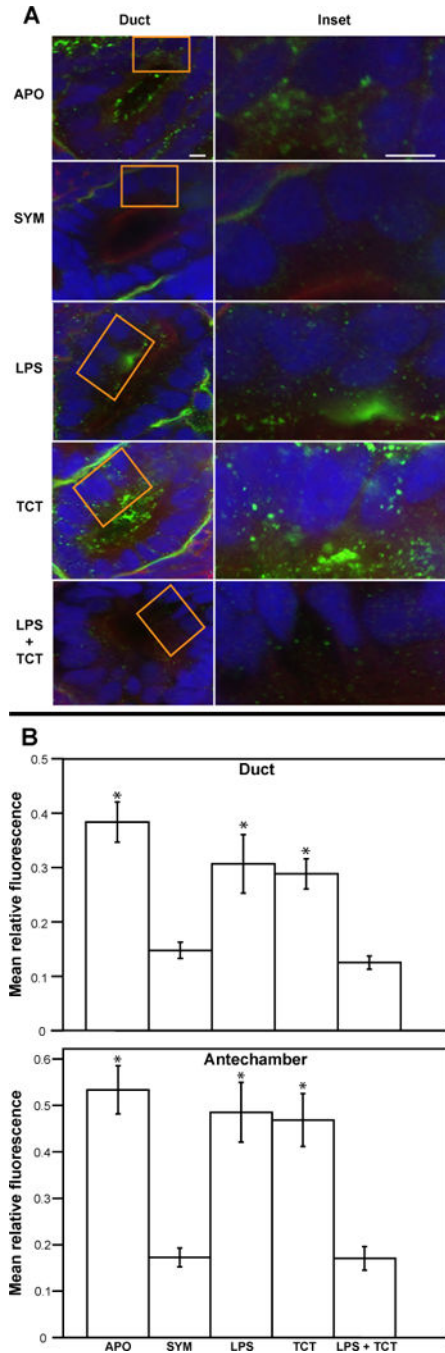 A
Duct
Inset
APO
SYM
LPS
TCT
LPS
+
TCT
B
Duct
Mean relative fluorescence
0.5
0.4
0.3
0.2
0.1
0
*
*
*
Antechamber
Mean relative fluorescence
0.6
0.5
0.4
0.3
0.2
0.1
0
*
*
*
APO SYM LPS TCT LPS + TCT